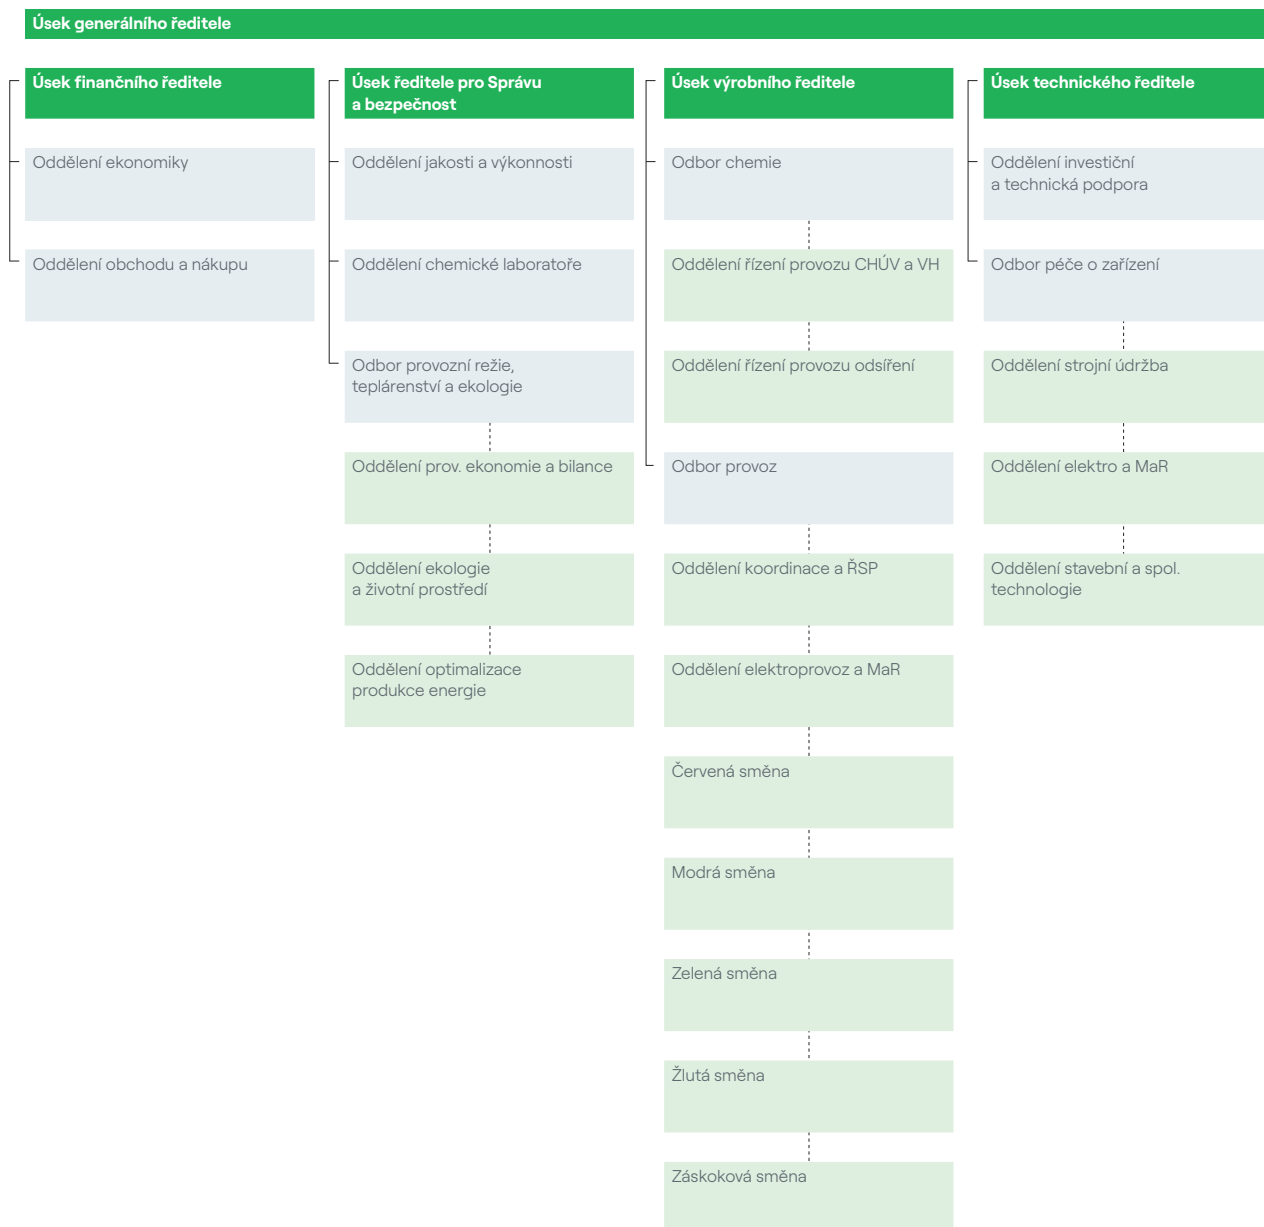 Úsek generálního ředitele
Úsek finančního ředitele
Oddělení ekonomiky
Oddělení obchodu a nákupu
Úsek ředitele pro Správu
a bezpečnost
Oddělení jakosti a výkonnosti
Oddělení chemické laboratoře
Odbor provozní režie,
teplárenství a ekologie
Oddělení prov. ekonomie a bilance
Oddělení ekologie
a životní prostředí
Oddělení optimalizace
produkce energie
Úsek výrobního ředitele
Odbor chemie
Oddělení řízení provozu CHÚV a VH
Oddělení řízení provozu odsíření
Odbor provoz
Oddělení koordinace a ŘSP
Oddělení elektroprovoz a MaR
Červená směna
Modrá směna
Zelená směna
Žlutá směna
Záskoková směna
Úsek technického ředitele
Oddělení investiční
a technická podpora
Odbor péče o zařízení
Oddělení strojní údržba
Oddělení elektro a MaR
Oddělení stavební a spol.
technologie